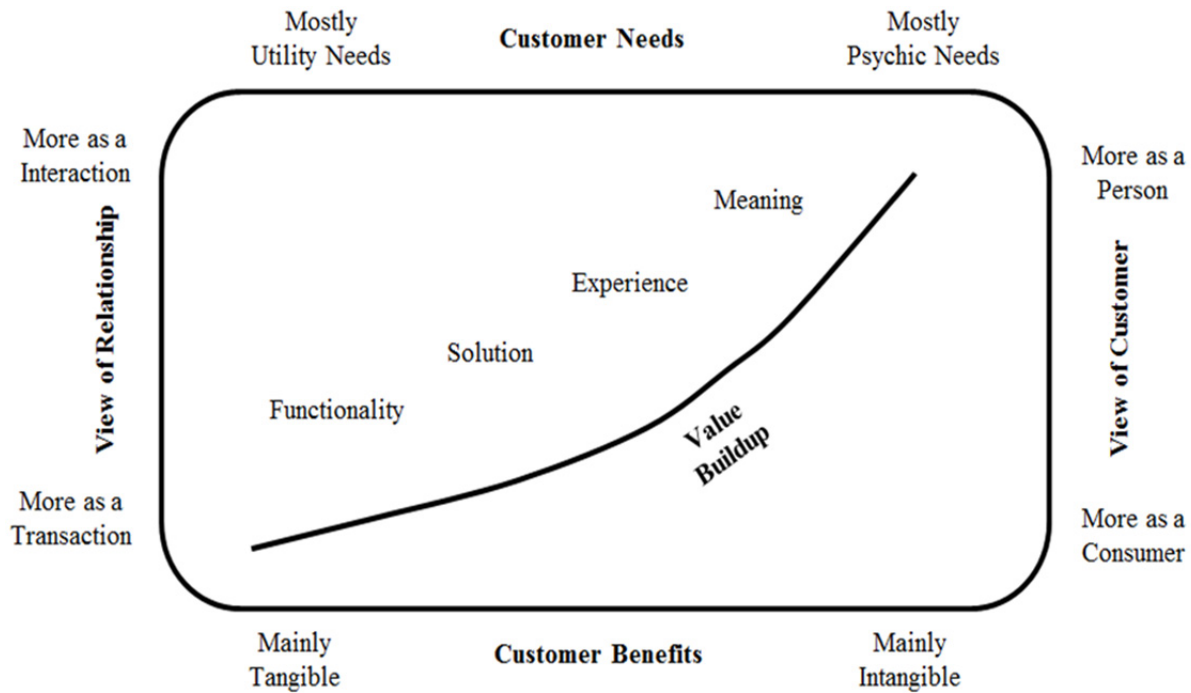 Mostly
Utility Needs
Customer Needs
Mostly
Psychic Needs
More as a
Interaction
View of Relationship
More as a
Transaction
Meaning
Experience
Solution
Functionality
Value
Buildup
More as a
Person
View of Customer
More as a
Consumer
Mainly
Tangible
Customer Benefits
Mainly
Intangible